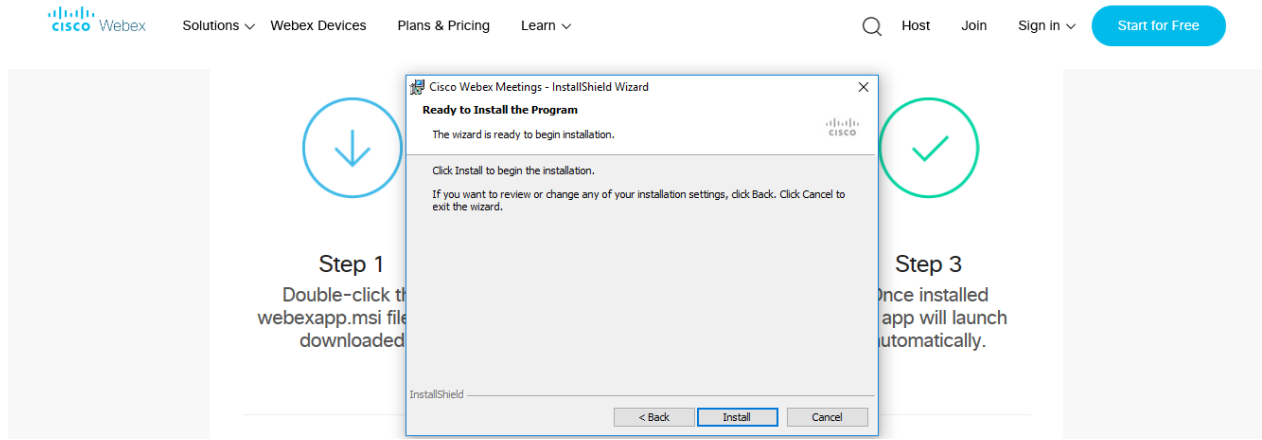 cisco Webex Solutions Webex Devices Plans & Pricing Learn Host Join Sign in Start for Free
Cisco Webex Meetings - InstallShield Wizard
Ready to Install the Program
The wizard is ready to begin installation.
cisco
Click Install to begin the installation.
If you want to review or change any of your installation settings, click Back. Click Cancel to
exit the wizard.
InstallShield
< Back Install Cancel
Step 1
Double-click
webexapp.msi file
downloaded
Step 3
Once installed
app will launch
automatically.